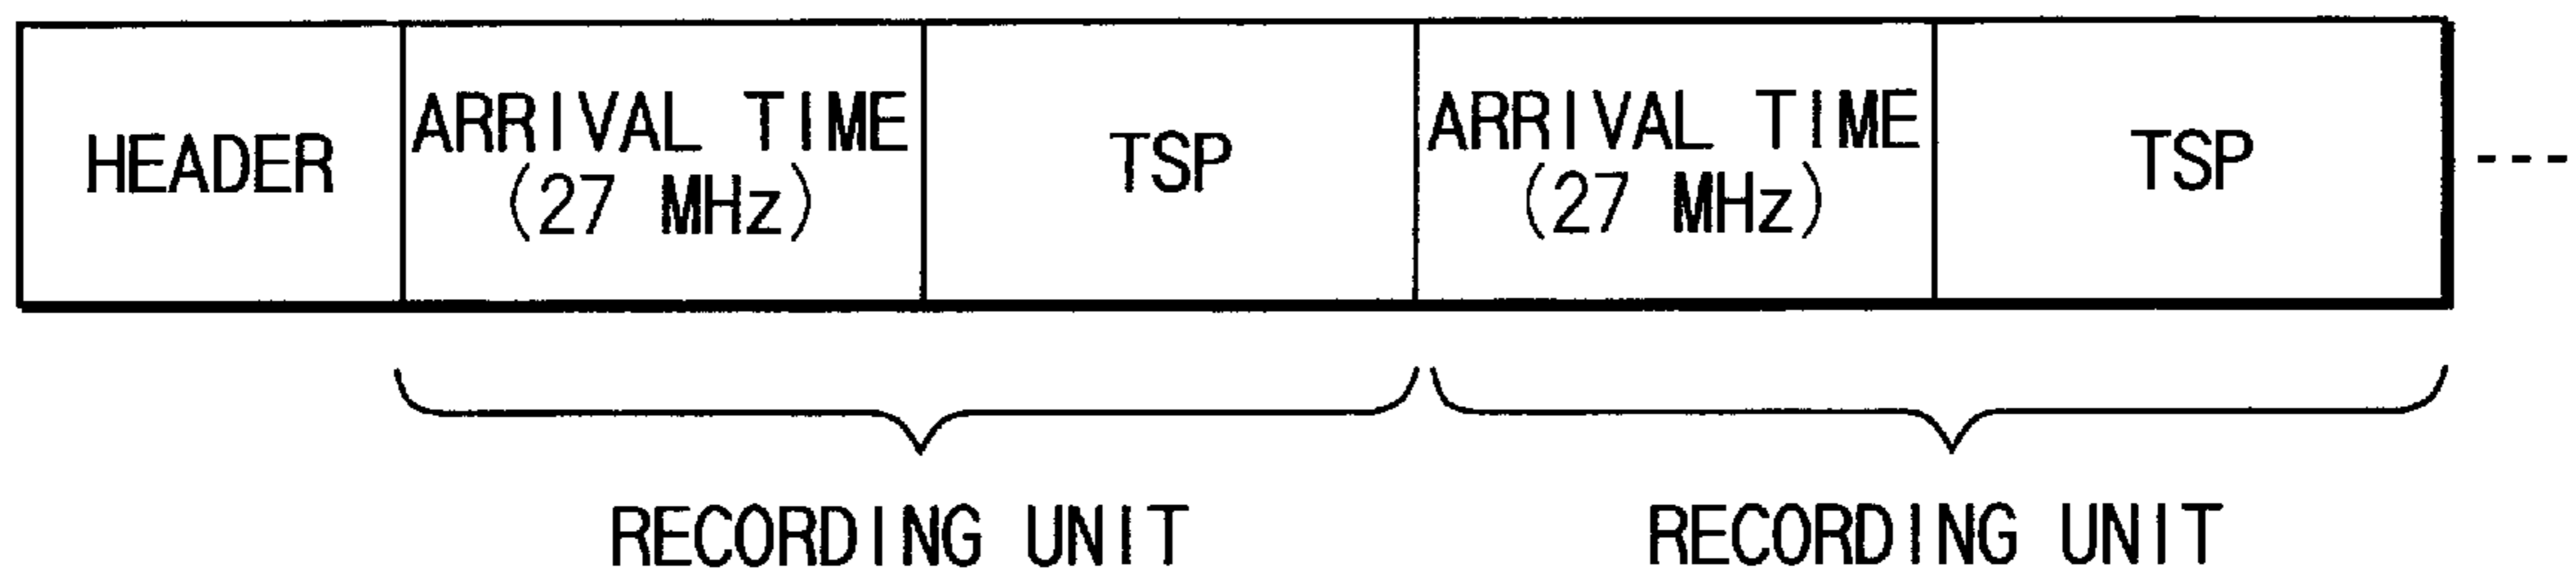 HEADER
ARRIVAL TIME
(27 MHz)
TSP
ARRIVAL TIME
(27 MHz)
TSP
---
RECORDING UNIT
RECORDING UNIT